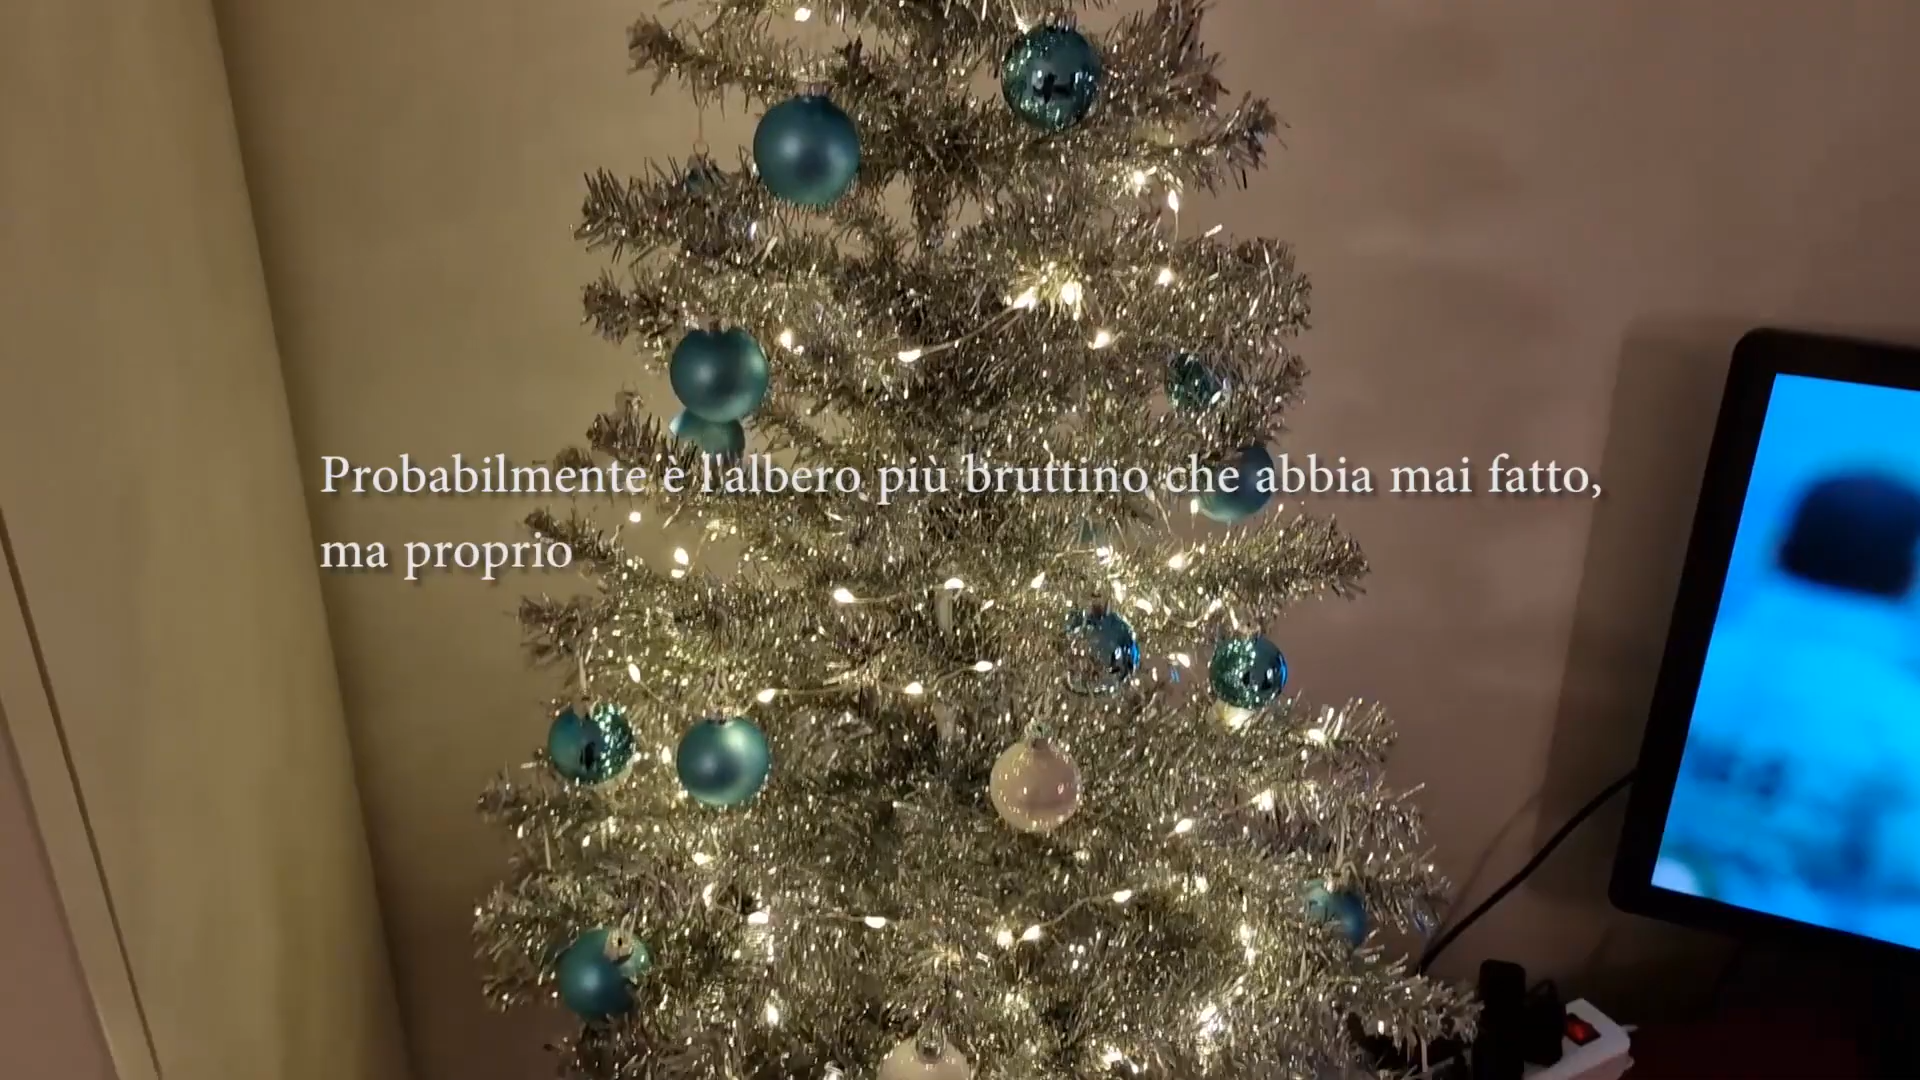 Probabilmente è l'albero più bruttino che abbia mai fatto,
ma proprio